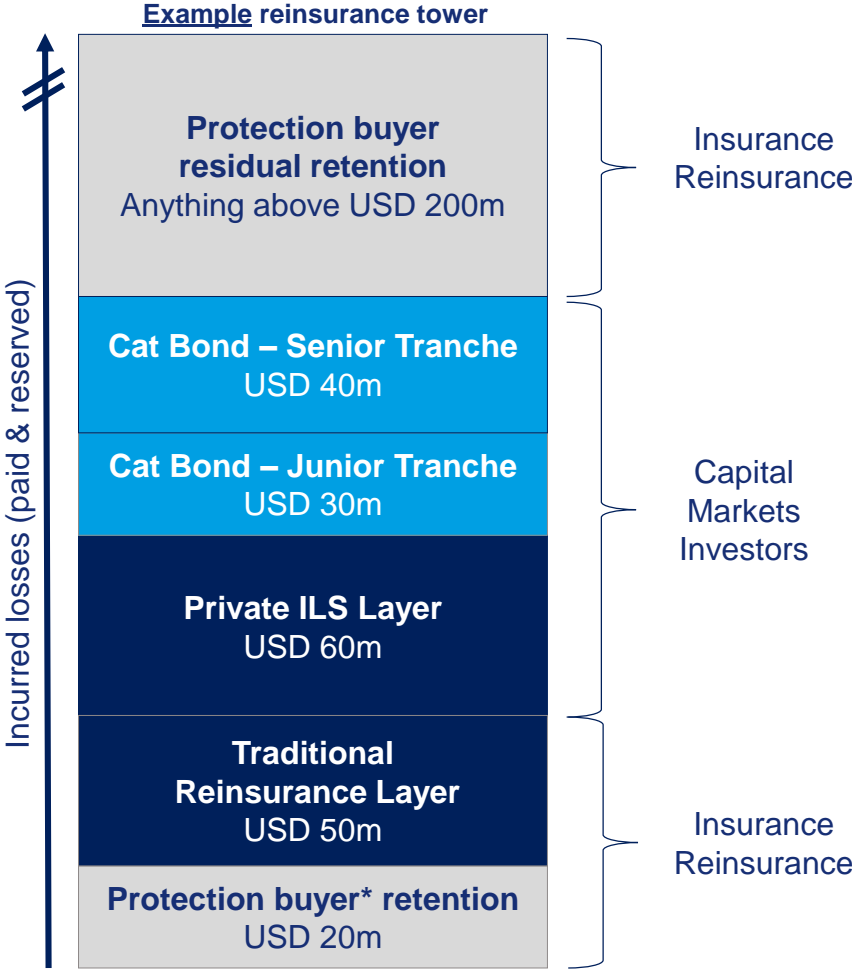 Example reinsurance tower
Protection buyer
residual retention
Anything above USD 200m
Insurance
Reinsurance
Cat Bond – Senior Tranche
USD 40m
Cat Bond – Junior Tranche
USD 30m
Capital
Markets
Investors
Private ILS Layer
USD 60m
Traditional
Reinsurance Layer
USD 50m
Insurance
Reinsurance
Protection buyer* retention
USD 20m
Incurred losses (paid & reserved)